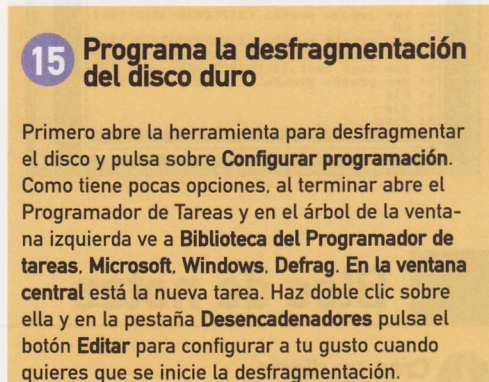 15 Programa la desfragmentación
del disco duro
Primero abre la herramienta para desfragmentar
el disco y pulsa sobre Configurar programación.
Como tiene pocas opciones, al terminar abre el
Programador de Tareas y en el árbol de la venta-
na izquierda ve a Biblioteca del Programador de
tareas, Microsoft, Windows, Defrag. En la ventana
central está la nueva tarea. Haz doble clic sobre
ella y en la pestaña Desencadenadores pulsa el
botón Editar para configurar a tu gusto cuando
quieres que se inicie la desfragmentación.